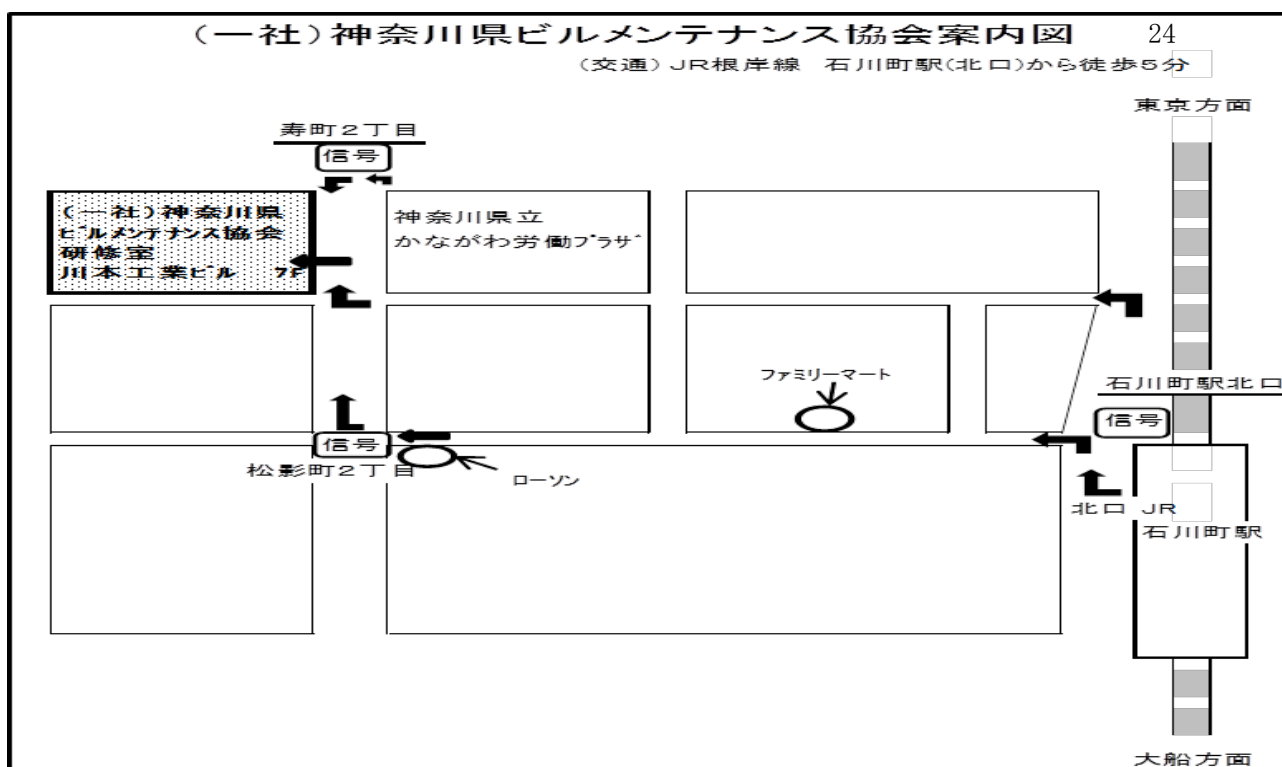 (一社)神奈川県ビルメンテナンス協会案内図 24
(交通)JR根岸線 石川町駅(北口)から徒歩5分
東京方面
寿町2丁目
信号
(一社)神奈川県
ビルメンテナンス協会
研修室
川本工業ビル 7F
神奈川県立
かながわ労働プラザ
ファミリーマート
石川町駅北口
信号
信号
松影町2丁目
ローソン
北口 JR
石川町駅
大船方面